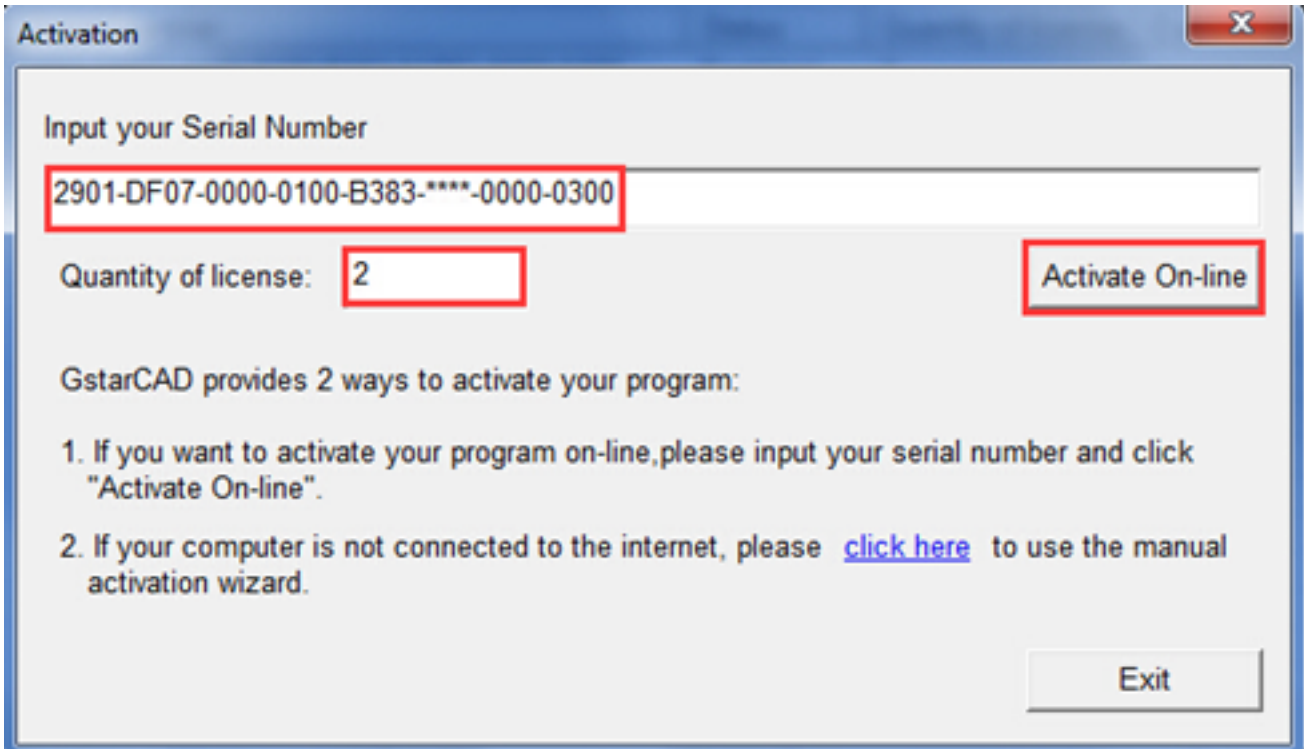 Activation
Input your Serial Number
2901-DF07-0000-0100-B383-****-0000-0300
Quantity of license: 2
Activate On-line
GstarCAD provides 2 ways to activate your program:
1. If you want to activate your program on-line,please input your serial number and click
"Activate On-line".
2. If your computer is not connected to the internet, please click here to use the manual
activation wizard.
Exit